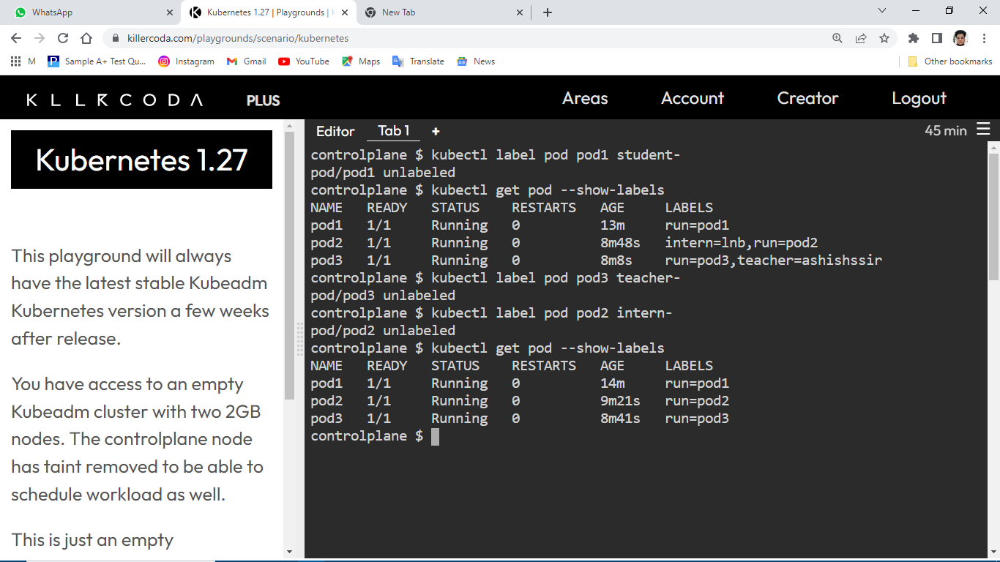 WhatsApp
Kubernetes 1.27 | Playgrounds |
New Tab
killercoda.com/playgrounds/scenario/kubernetes
M
Sample A+ Test Qu...
Instagram
Gmail
YouTube
Maps
Translate
News
Other bookmarks
KILLERCODA
PLUS
Areas
Account
Creator
Logout
Kubernetes 1.27
This playground will always
have the latest stable Kubeadm
Kubernetes version a few weeks
after release.
You have access to an empty
Kubeadm cluster with two 2GB
nodes. The controlplane node
has taint removed to be able to
schedule workload as well.
This is just an empty
Editor
Tab 1
+
45 min
controlplane $ kubectl label pod pod1 student-
pod/pod1 unlabeled
controlplane $ kubectl get pod --show-labels
NAME READY STATUS RESTARTS AGE LABELS
pod1 1/1 Running 0 13m run=pod1
pod2 1/1 Running 0 8m48s intern=lnb,run=pod2
pod3 1/1 Running 0 8m8s run=pod3,teacher=ashishssir
controlplane $ kubectl label pod pod3 teacher-
pod/pod3 unlabeled
controlplane $ kubectl label pod pod2 intern-
pod/pod2 unlabeled
controlplane $ kubectl get pod --show-labels
NAME READY STATUS RESTARTS AGE LABELS
pod1 1/1 Running 0 14m run=pod1
pod2 1/1 Running 0 9m21s run=pod2
pod3 1/1 Running 0 8m41s run=pod3
controlplane $